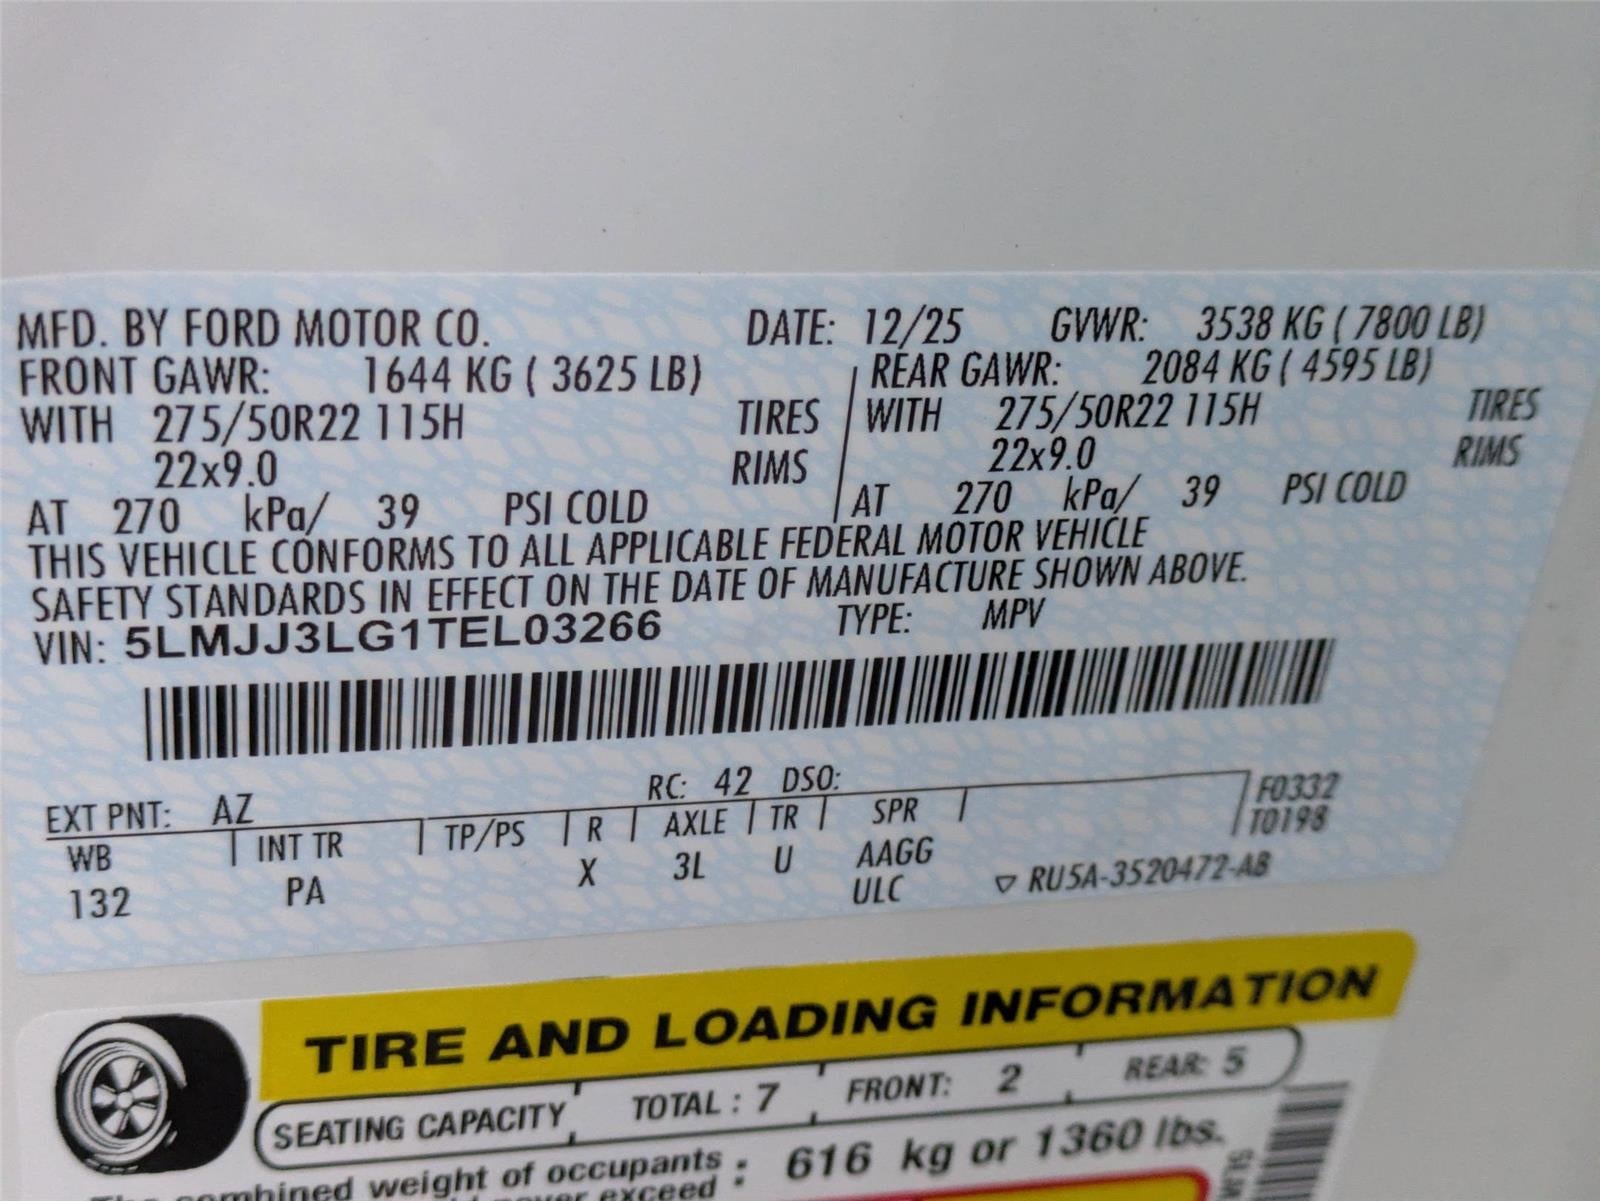 MFD. BY FORD MOTOR CO. DATE: 12/25 GVWR: 3538 KG ( 7800 LB)
FRONT GAWR: 1644 KG ( 3625 LB) REAR GAWR: 2084 KG ( 4595 LB)
WITH 275/50R22 115H TIRES WITH 275/50R22 115H TIRES
22x9.0 RIMS 22x9.0 RIMS
AT 270 kPa/ 39 PSI COLD AT 270 kPa/ 39 PSI COLD
THIS VEHICLE CONFORMS TO ALL APPLICABLE FEDERAL MOTOR VEHICLE
SAFETY STANDARDS IN EFFECT ON THE DATE OF MANUFACTURE SHOWN ABOVE.
VIN: 5LMJJ3LG1TEL03266 TYPE: MPV
EXT PNT: AZ RC: 42 DSO: F0332
WB INT TR TP/PS R AXLE TR SPR T0198
132 PA X 3L U AAGG
ULC ▽ RU5A-3520472-AB
TIRE AND LOADING INFORMATION
SEATING CAPACITY TOTAL : 7 FRONT: 2 REAR: 5
combined weight of occupants : 616 kg or 1360 lbs.
never exceed :